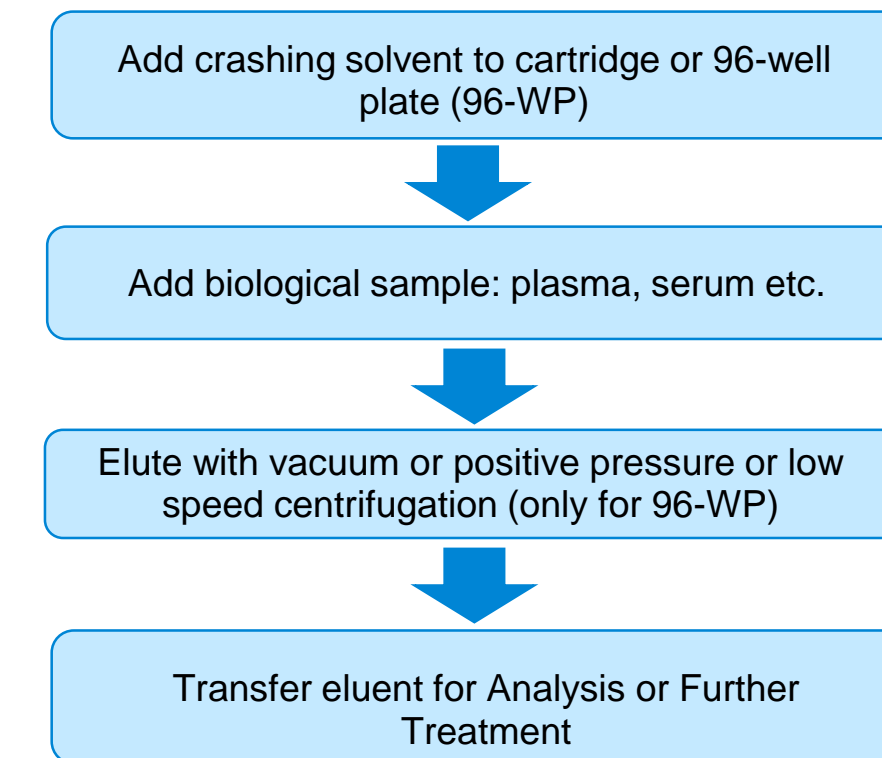 Add crashing solvent to cartridge or 96-well
plate (96-WP)
Add biological sample: plasma, serum etc.
Elute with vacuum or positive pressure or low
speed centrifugation (only for 96-WP)
Transfer eluent for Analysis or Further
Treatment